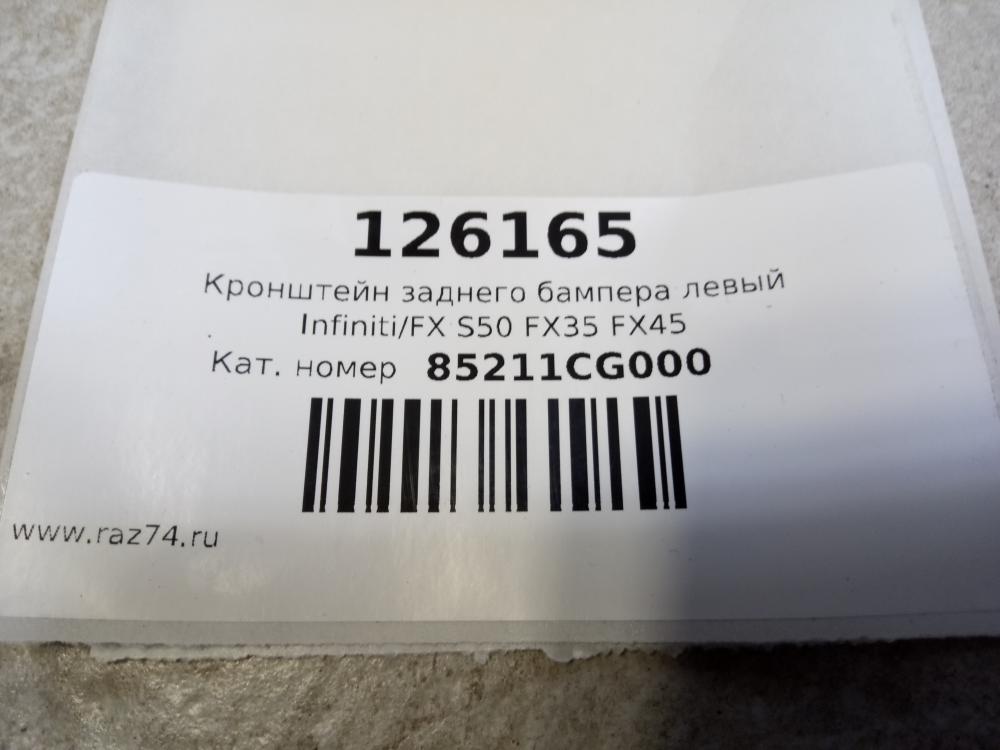 126165
Кронштейн заднего бампера левый
Infiniti/FX S50 FX35 FX45
Кат. номер 85211CG000
www.raz74.ru